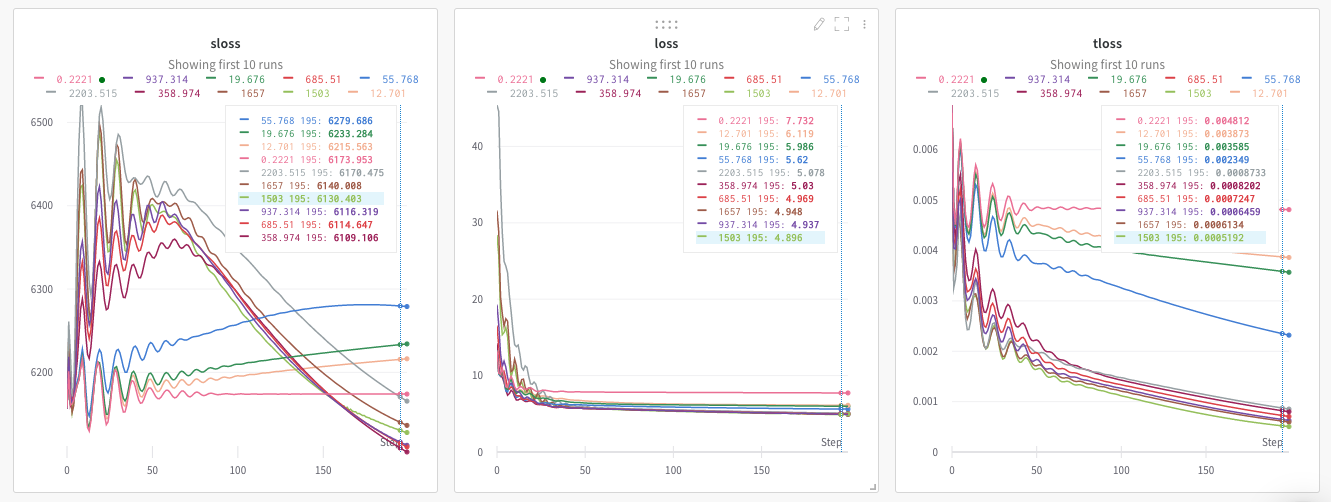 sloss
Showing first 10 runs
0.2221 937.314 19.676 685.51 55.768
2203.515 358.974 1657 1503 12.701
6500
6400
6300
6200
55.768 195: 6279.686
19.676 195: 6233.284
12.701 195: 6215.563
0.2221 195: 6173.953
2203.515 195: 6170.475
1657 195: 6140.008
1503 195: 6130.403
937.314 195: 6116.319
685.51 195: 6114.647
358.974 195: 6109.106
Step
0 50 100 150
loss
Showing first 10 runs
0.2221 937.314 19.676 685.51 55.768
2203.515 358.974 1657 1503 12.701
40
30
20
10
0
0.2221 195: 7.732
12.701 195: 6.119
19.676 195: 5.986
55.768 195: 5.62
2203.515 195: 5.078
358.974 195: 5.03
685.51 195: 4.969
1657 195: 4.948
937.314 195: 4.937
1503 195: 4.896
Step
0 50 100 150
tloss
Showing first 10 runs
0.2221 937.314 19.676 685.51 55.768
2203.515 358.974 1657 1503 12.701
0.006
0.005
0.004
0.003
0.002
0.001
0
0.2221 195: 0.004812
12.701 195: 0.003873
19.676 195: 0.003585
55.768 195: 0.002349
2203.515 195: 0.0008733
358.974 195: 0.0008202
685.51 195: 0.0007247
937.314 195: 0.0006459
1657 195: 0.0006134
1503 195: 0.0005192
Step
0 50 100 150